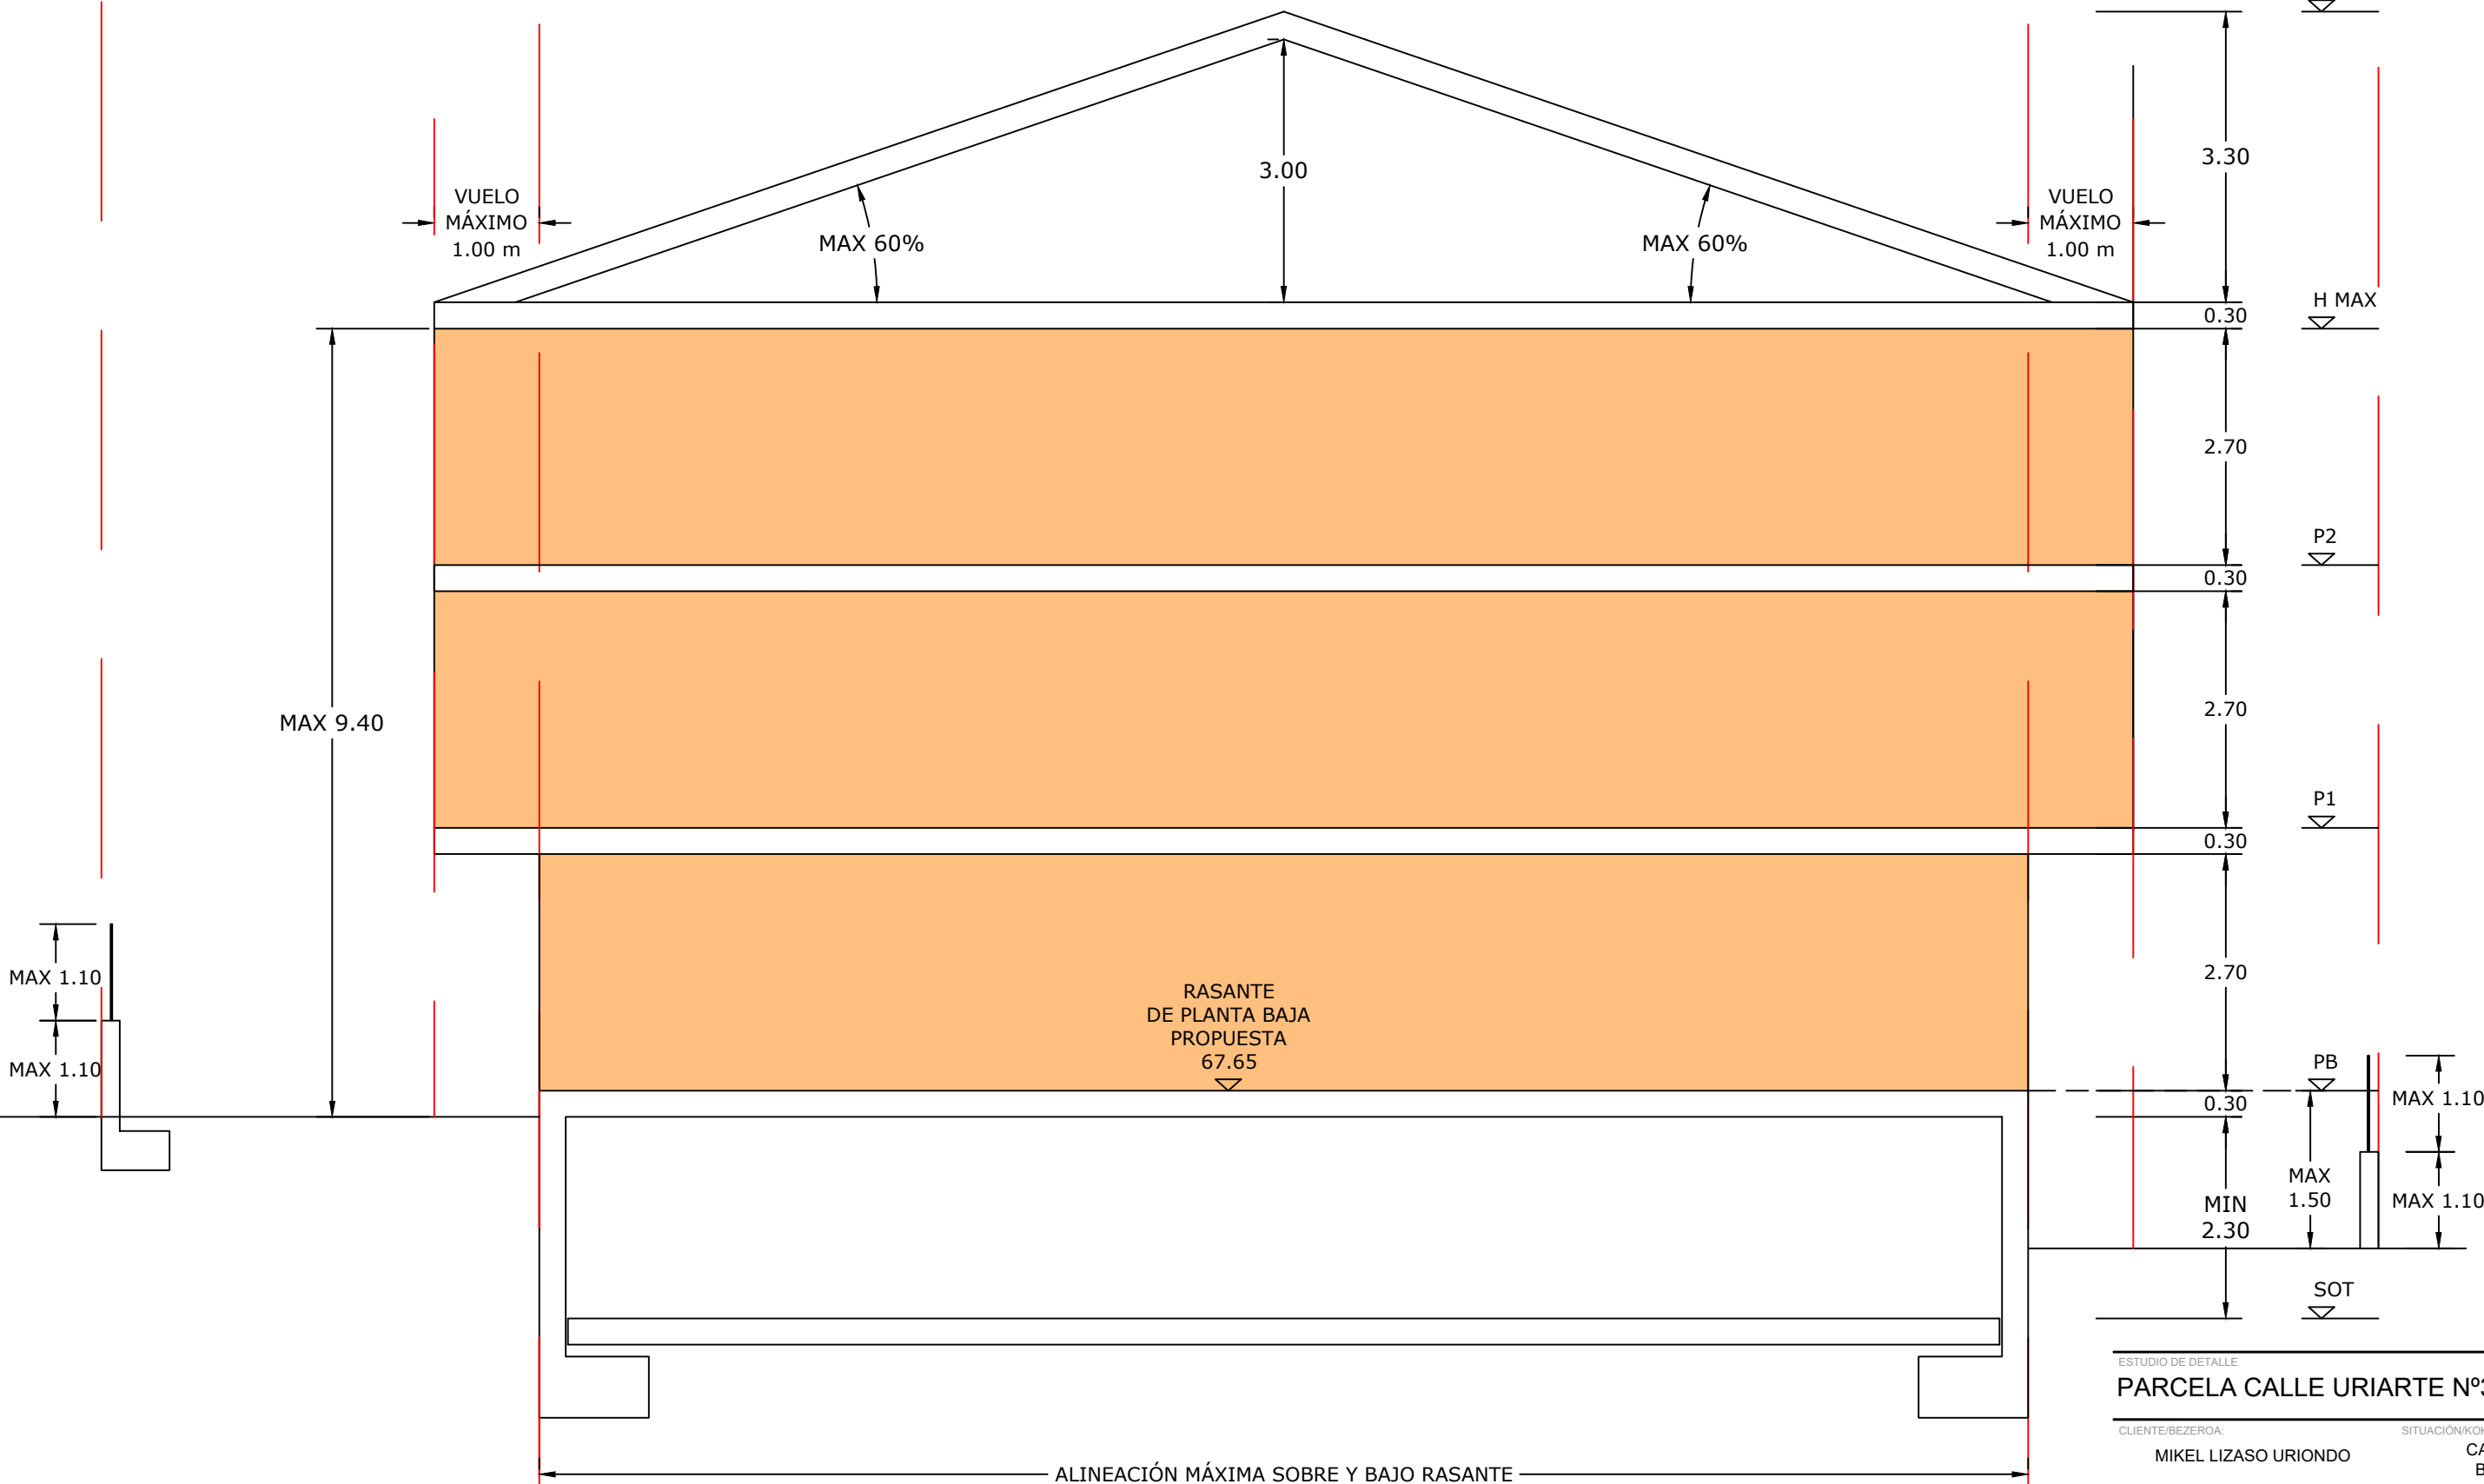 3.00
3.30
VUELO
MÁXIMO
1.00 m
VUELO
MÁXIMO
1.00 m
MAX 60%
MAX 60%
H MAX
0.30
2.70
P2
0.30
2.70
MAX 9.40
P1
0.30
2.70
MAX 1.10
MAX 1.10
RASANTE
DE PLANTA BAJA
PROPUESTA
67.65
PB
0.30
MAX 1.10
MAX
1.50
MAX 1.10
MIN
2.30
SOT
ESTUDIO DE DETALLE
PARCELA CALLE URIARTE Nº
CLIENTE/BEZEROA:
MIKEL LIZASO URIONDO
ALINEACIÓN MÁXIMA SOBRE Y BAJO RASANTE